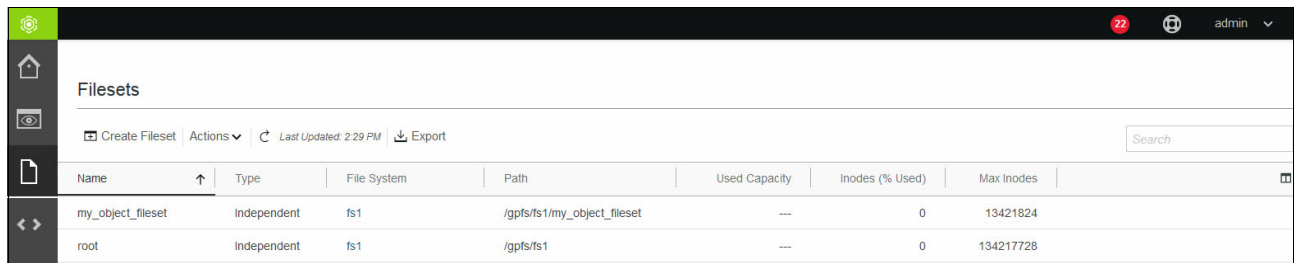 22 admin
Filesets
Create Fileset Actions Last Updated: 2:29 PM Export Search
Name Type File System Path Used Capacity Inodes (% Used) Max Inodes
my_object_fileset Independent fs1 /gpfs/fs1/my_object_fileset --- 0 13421824
root Independent fs1 /gpfs/fs1 --- 0 134217728